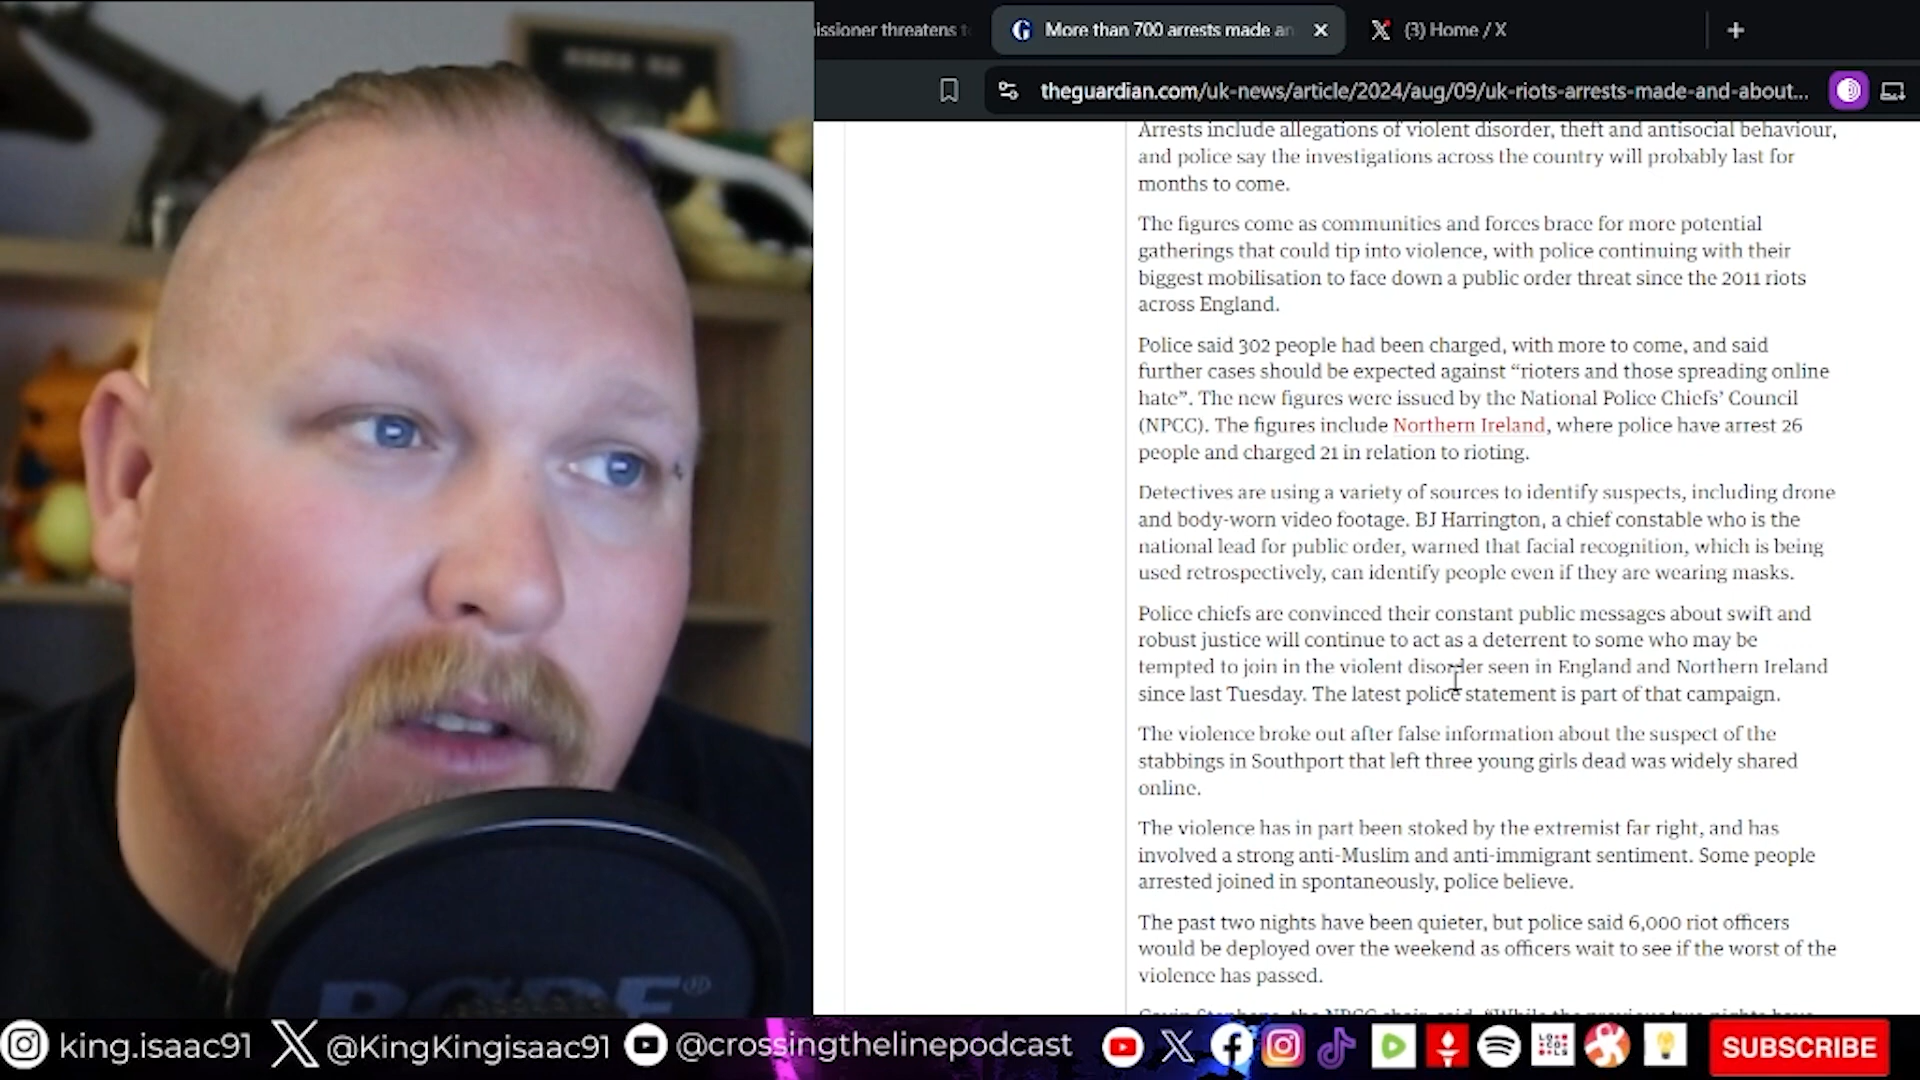 issioner threatens t
More than 700 arrests made an
(3) Home / X
theguardian.com/uk-news/article/2024/aug/09/uk-riots-arrests-made-and-about...
Arrests include allegations of violent disorder, theft and antisocial behaviour,
and police say the investigations across the country will probably last for
months to come.
The figures come as communities and forces brace for more potential
gatherings that could tip into violence, with police continuing with their
biggest mobilisation to face down a public order threat since the 2011 riots
across England.
Police said 302 people had been charged, with more to come, and said
further cases should be expected against “rioters and those spreading online
hate”. The new figures were issued by the National Police Chiefs’ Council
(NPCC). The figures include Northern Ireland, where police have arrest 26
people and charged 21 in relation to rioting.
Detectives are using a variety of sources to identify suspects, including drone
and body-worn video footage. BJ Harrington, a chief constable who is the
national lead for public order, warned that facial recognition, which is being
used retrospectively, can identify people even if they are wearing masks.
Police chiefs are convinced their constant public messages about swift and
robust justice will continue to act as a deterrent to some who may be
tempted to join in the violent disorder seen in England and Northern Ireland
since last Tuesday. The latest police statement is part of that campaign.
The violence broke out after false information about the suspect of the
stabbings in Southport that left three young girls dead was widely shared
online.
The violence has in part been stoked by the extremist far right, and has
involved a strong anti-Muslim and anti-immigrant sentiment. Some people
arrested joined in spontaneously, police believe.
The past two nights have been quieter, but police said 6,000 riot officers
would be deployed over the weekend as officers wait to see if the worst of the
violence has passed.
RODE
king.isaac91
@KingKingisaac91
@crossingthelinepodcast
LOCALS
SUBSCRIBE